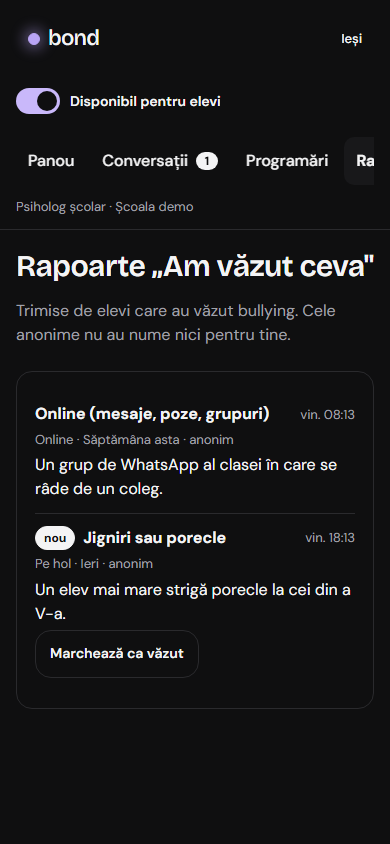 bond
Ieși
Disponibil pentru elevi
Panou
Conversații 1
Programări
Ra
Psiholog școlar · Școala demo
Rapoarte „Am văzut ceva"
Trimise de elevi care au văzut bullying. Cele
anonime nu au nume nici pentru tine.
Online (mesaje, poze, grupuri)
vin. 08:13
Online · Săptămâna asta · anonim
Un grup de WhatsApp al clasei în care se
râde de un coleg.
nou Jigniri sau porecle
vin. 18:13
Pe hol · Ieri · anonim
Un elev mai mare strigă porecle la cei din a
V-a.
Marchează ca văzut